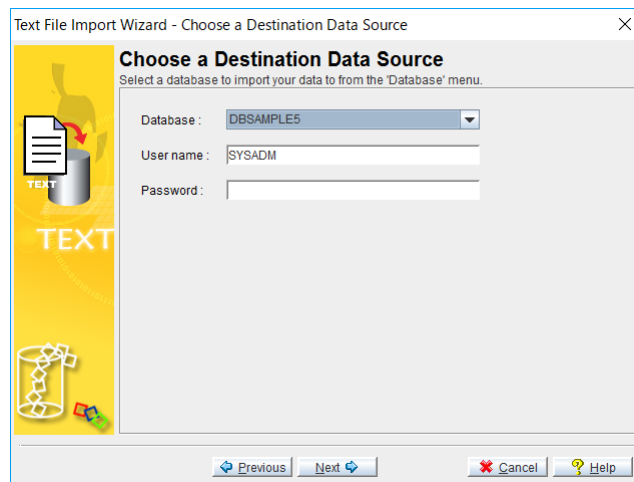 Text File Import Wizard - Choose a Destination Data Source
Choose a Destination Data Source
Select a database to import your data to from the 'Database' menu.
Database : DBSAMPLE5
User name : SYSADM
Password :
TEXT
TEXT
Previous Next Cancel Help